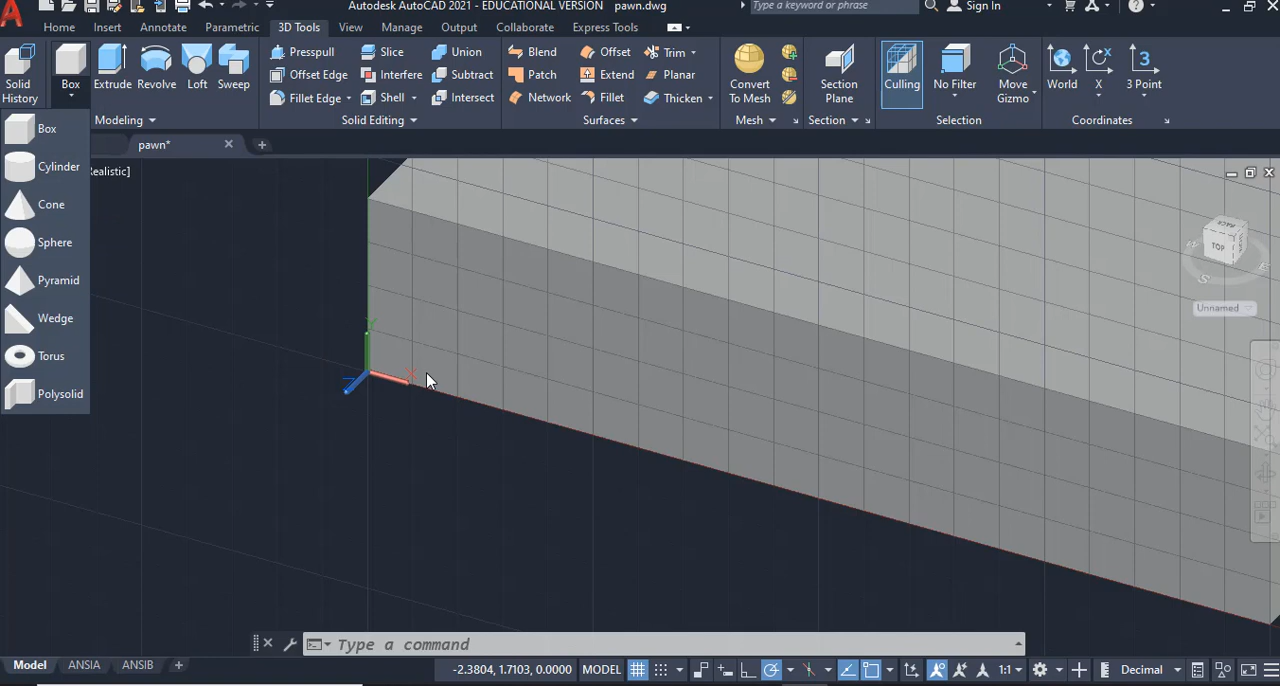 Autodesk AutoCAD 2021 - EDUCATIONAL VERSION pawn.dwg
Type a keyword or phrase
Sign In
Home Insert Annotate Parametric 3D Tools View Manage Output Collaborate Express Tools
Solid History
Box
Extrude
Revolve
Loft
Sweep
Modeling
Presspull
Offset Edge
Fillet Edge
Slice
Interfere
Shell
Union
Subtract
Intersect
Solid Editing
Blend
Patch
Network
Offset
Extend
Fillet
Trim
Planar
Thicken
Surfaces
Convert To Mesh
Mesh
Section Plane
Section
Culling
No Filter
Move Gizmo
Selection
World
X
3
3 Point
Coordinates
pawn*
Realistic]
Box
Cylinder
Cone
Sphere
Pyramid
Wedge
Torus
Polysolid
Y
X
BACK
TOP
W
E
S
Unnamed
Type a command
Model ANSIA ANSIB
-2.3804, 1.7103, 0.0000 MODEL
1:1
Decimal